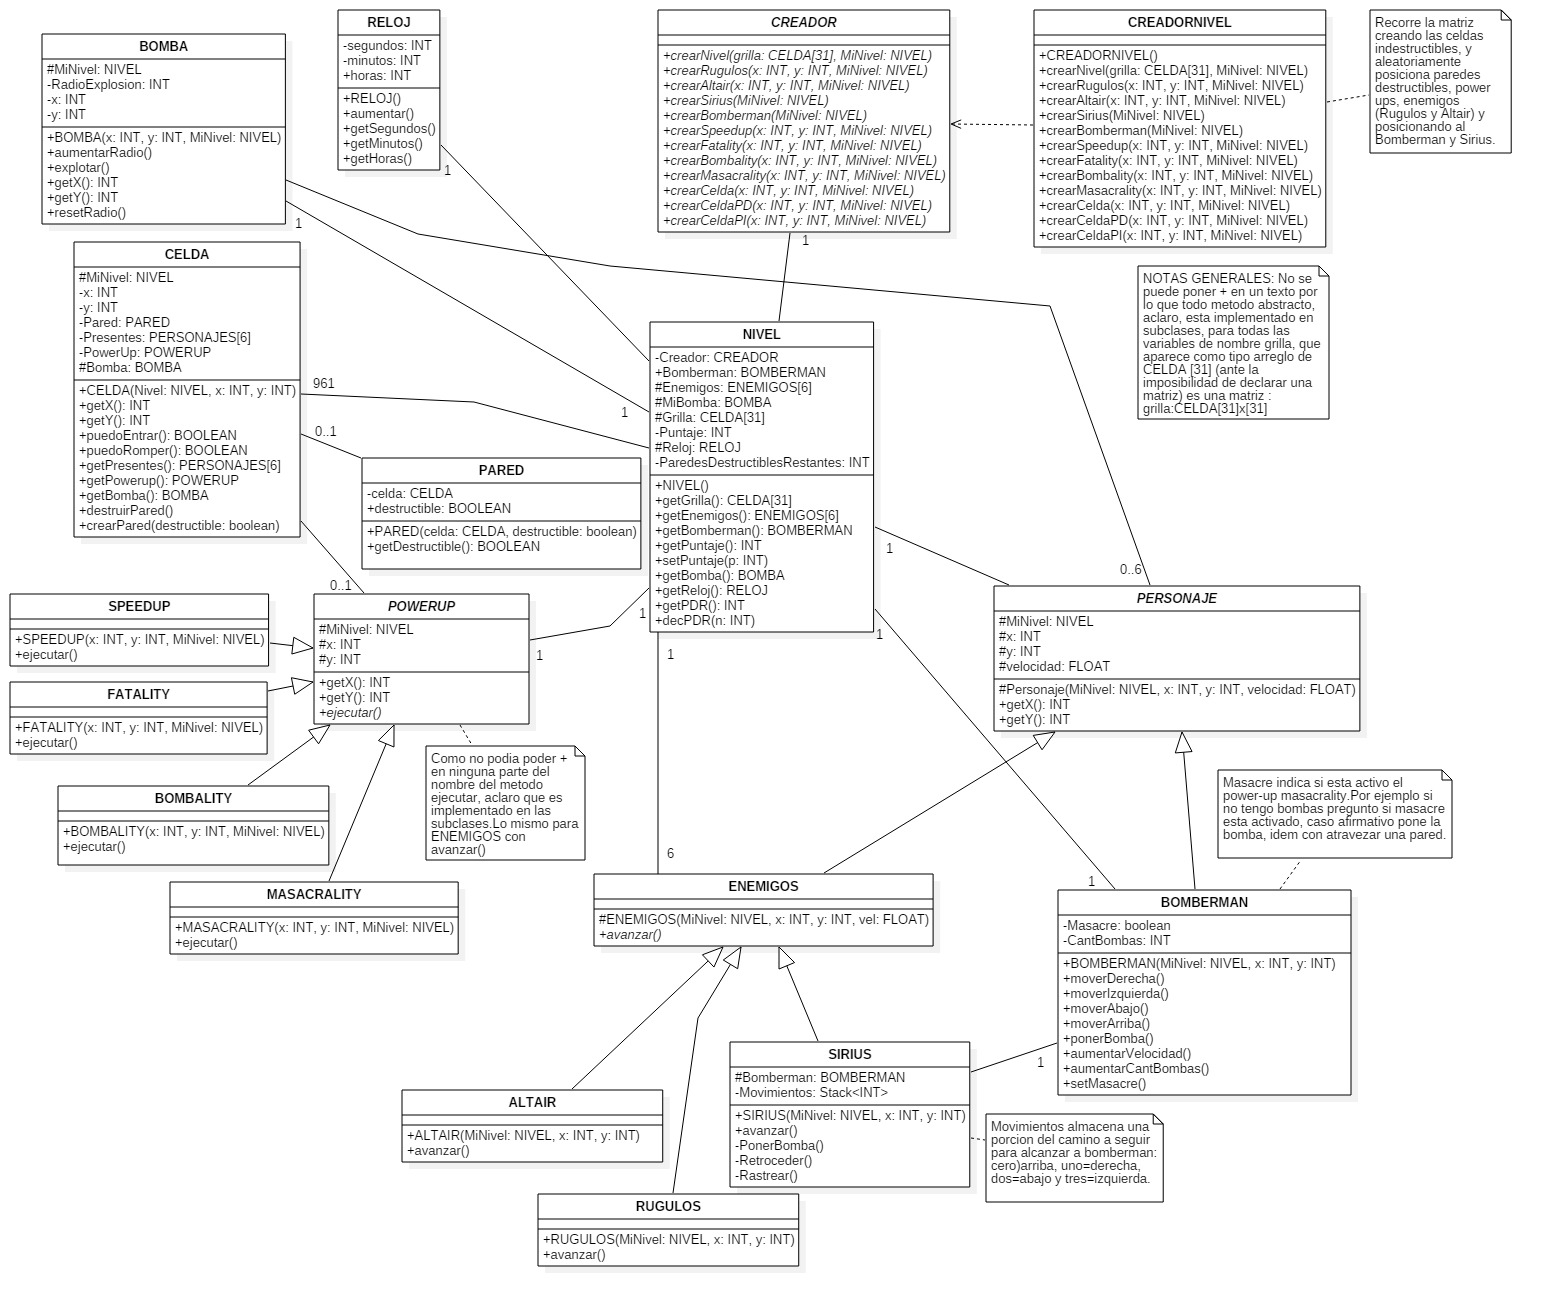 BOMBA
#MiNivel: NIVEL
-RadioExplosion: INT
-x: INT
-y: INT
+BOMBA(x: INT, y: INT, MiNivel: NIVEL)
+aumentarRadio()
+explotar()
+getX(): INT
+getY(): INT
+resetRadio()
1
RELOJ
-segundos: INT
-minutos: INT
+horas: INT
+RELOJ()
+aumentar()
+getSegundos()
+getMinutos()
+getHoras()
1
CREADOR
+crearNivel(grilla: CELDA[31], MiNivel: NIVEL)
+crearRugulos(x: INT, y: INT, MiNivel: NIVEL)
+crearAltair(x: INT, y: INT, MiNivel: NIVEL)
+crearSirius(MiNivel: NIVEL)
+crearBomberman(MiNivel: NIVEL)
+crearSpeedup(x: INT, y: INT, MiNivel: NIVEL)
+crearFatality(x: INT, y: INT, MiNivel: NIVEL)
+crearBombality(x: INT, y: INT, MiNivel: NIVEL)
+crearMasacrality(x: INT, y: INT, MiNivel: NIVEL)
+crearCelda(x: INT, y: INT, MiNivel: NIVEL)
+crearCeldaPD(x: INT, y: INT, MiNivel: NIVEL)
+crearCeldaPI(x: INT, y: INT, MiNivel: NIVEL)
1
CREADORNIVEL
+CREADORNIVEL()
+crearNivel(grilla: CELDA[31], MiNivel: NIVEL)
+crearRugulos(x: INT, y: INT, MiNivel: NIVEL)
+crearAltair(x: INT, y: INT, MiNivel: NIVEL)
+crearSirius(MiNivel: NIVEL)
+crearBomberman(MiNivel: NIVEL)
+crearSpeedup(x: INT, y: INT, MiNivel: NIVEL)
+crearFatality(x: INT, y: INT, MiNivel: NIVEL)
+crearBombality(x: INT, y: INT, MiNivel: NIVEL)
+crearMasacrality(x: INT, y: INT, MiNivel: NIVEL)
+crearCelda(x: INT, y: INT, MiNivel: NIVEL)
+crearCeldaPD(x: INT, y: INT, MiNivel: NIVEL)
+crearCeldaPI(x: INT, y: INT, MiNivel: NIVEL)
Recorre la matriz
creando las celdas
indestructibles, y
aleatoriamente
posiciona paredes
destructibles, power
ups, enemigos
(Rugulos y Altair) y
posicionando al
Bomberman y Sirius.
NOTAS GENERALES: No se
puede poner + en un texto por
lo que todo metodo abstracto,
aclaro, esta implementado en
subclases, para todas las
variables de nombre grilla, que
aparece como tipo arreglo de
CELDA [31] (ante la
imposibilidad de declarar una
matriz) es una matriz :
grilla:CELDA[31]x[31]
CELDA
#MiNivel: NIVEL
-x: INT
-y: INT
-Pared: PARED
-Presentes: PERSONAJES[6]
-PowerUp: POWERUP
#Bomba: BOMBA
+CELDA(Nivel: NIVEL, x: INT, y: INT)
+getX(): INT
+getY(): INT
+puedoEntrar(): BOOLEAN
+puedoRomper(): BOOLEAN
+getPresentes(): PERSONAJES[6]
+getPowerup(): POWERUP
+getBomba(): BOMBA
+destruirPared()
+crearPared(destructible: boolean)
961
0..1
0..1
PARED
-celda: CELDA
+destructible: BOOLEAN
+PARED(celda: CELDA, destructible: boolean)
+getDestructible(): BOOLEAN
1
NIVEL
-Creador: CREADOR
+Bomberman: BOMBERMAN
#Enemigos: ENEMIGOS[6]
#MiBomba: BOMBA
#Grilla: CELDA[31]
-Puntaje: INT
#Reloj: RELOJ
-ParedesDestructiblesRestantes: INT
+NIVEL()
+getGrilla(): CELDA[31]
+getEnemigos(): ENEMIGOS[6]
+getBomberman(): BOMBERMAN
+getPuntaje(): INT
+setPuntaje(p: INT)
+getBomba(): BOMBA
+getReloj(): RELOJ
+getPDR(): INT
+decPDR(n: INT)
1
1
1
1
1
0..6
PERSONAJE
#MiNivel: NIVEL
#x: INT
#y: INT
#velocidad: FLOAT
#Personaje(MiNivel: NIVEL, x: INT, y: INT, velocidad: FLOAT)
+getX(): INT
+getY(): INT
SPEEDUP
+SPEEDUP(x: INT, y: INT, MiNivel: NIVEL)
+ejecutar()
POWERUP
#MiNivel: NIVEL
#x: INT
#y: INT
+getX(): INT
+getY(): INT
+ejecutar()
FATALITY
+FATALITY(x: INT, y: INT, MiNivel: NIVEL)
+ejecutar()
BOMBALITY
+BOMBALITY(x: INT, y: INT, MiNivel: NIVEL)
+ejecutar()
MASACRALITY
+MASACRALITY(x: INT, y: INT, MiNivel: NIVEL)
+ejecutar()
Como no podia poder +
en ninguna parte del
nombre del metodo
ejecutar, aclaro que es
implementado en las
subclases.Lo mismo para
ENEMIGOS con
avanzar()
Masacre indica si esta activo el
power-up masacrality.Por ejemplo si
no tengo bombas pregunto si masacre
esta activado, caso afirmativo pone la
bomba, idem con atravezar una pared.
6
ENEMIGOS
#ENEMIGOS(MiNivel: NIVEL, x: INT, y: INT, vel: FLOAT)
+avanzar()
1
BOMBERMAN
-Masacre: boolean
-CantBombas: INT
+BOMBERMAN(MiNivel: NIVEL, x: INT, y: INT)
+moverDerecha()
+moverIzquierda()
+moverAbajo()
+moverArriba()
+ponerBomba()
+aumentarVelocidad()
+aumentarCantBombas()
+setMasacre()
1
SIRIUS
#Bomberman: BOMBERMAN
-Movimientos: Stack<INT>
+SIRIUS(MiNivel: NIVEL, x: INT, y: INT)
+avanzar()
-PonerBomba()
-Retroceder()
-Rastrear()
ALTAIR
+ALTAIR(MiNivel: NIVEL, x: INT, y: INT)
+avanzar()
Movimientos almacena una
porcion del camino a seguir
para alcanzar a bomberman:
cero)arriba, uno=derecha,
dos=abajo y tres=izquierda.
RUGULOS
+RUGULOS(MiNivel: NIVEL, x: INT, y: INT)
+avanzar()